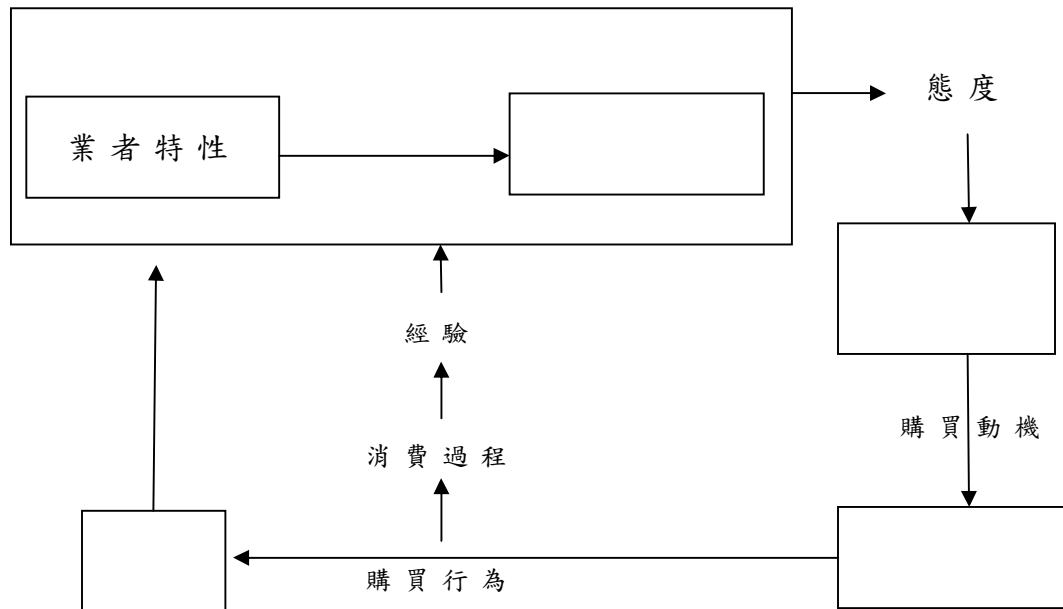 態度
業者特性
經驗
購買動機
消費過程
購買行為